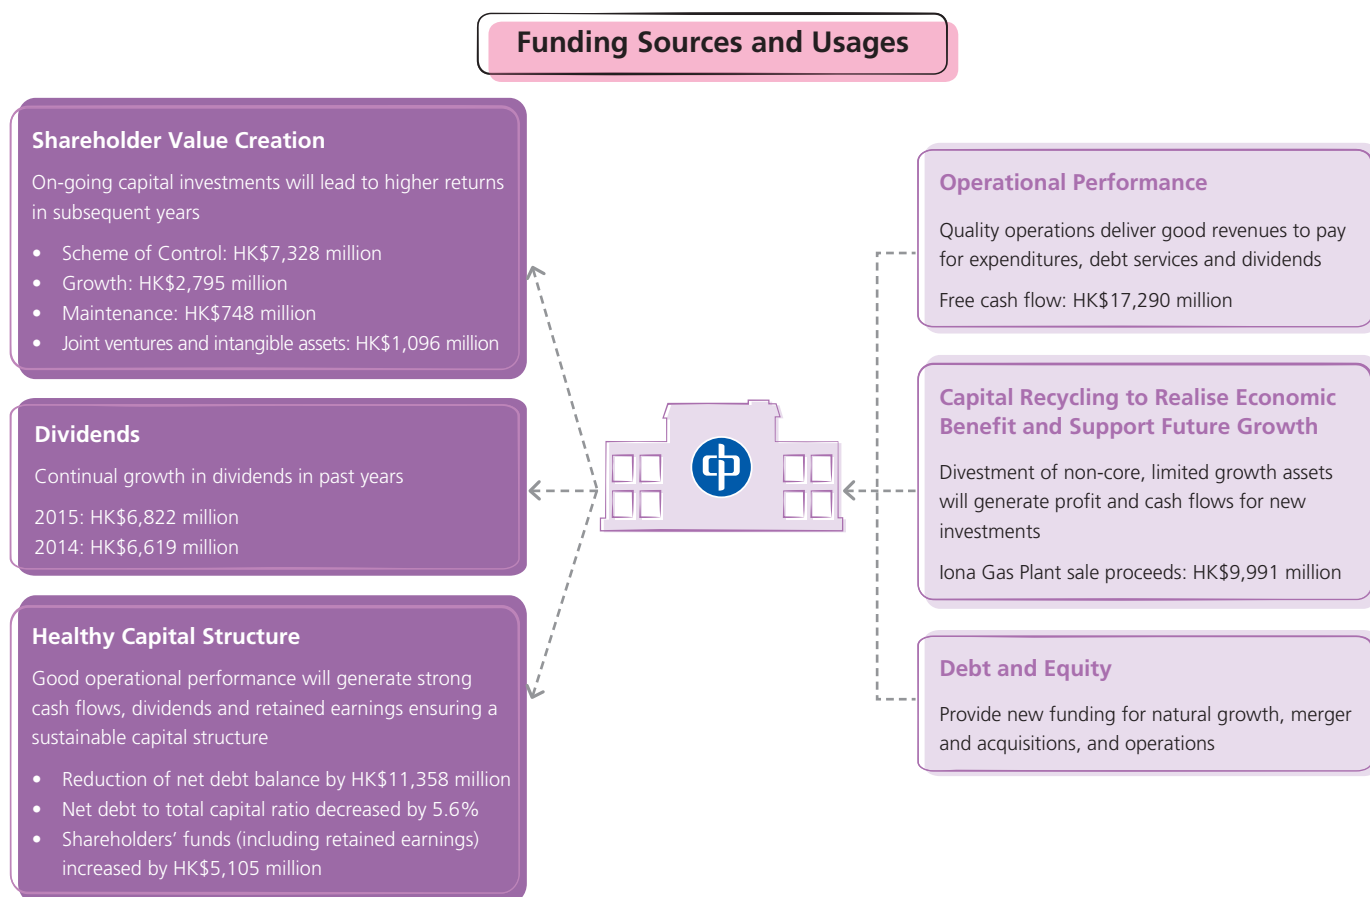 Funding Sources and Usages
Shareholder Value Creation
On-going capital investments will lead to higher returns
in subsequent years
• Scheme of Control: HK$7,328 million
• Growth: HK$2,795 million
• Maintenance: HK$748 million
• Joint ventures and intangible assets: HK$1,096 million
Dividends
Continual growth in dividends in past years
2015: HK$6,822 million
2014: HK$6,619 million
Healthy Capital Structure
Good operational performance will generate strong
cash flows, dividends and retained earnings ensuring a
sustainable capital structure
• Reduction of net debt balance by HK$11,358 million
• Net debt to total capital ratio decreased by 5.6%
• Shareholders’ funds (including retained earnings)
increased by HK$5,105 million
Operational Performance
Quality operations deliver good revenues to pay
for expenditures, debt services and dividends
Free cash flow: HK$17,290 million
Capital Recycling to Realise Economic
Benefit and Support Future Growth
Divestment of non-core, limited growth assets
will generate profit and cash flows for new
investments
Iona Gas Plant sale proceeds: HK$9,991 million
Debt and Equity
Provide new funding for natural growth, merger
and acquisitions, and operations